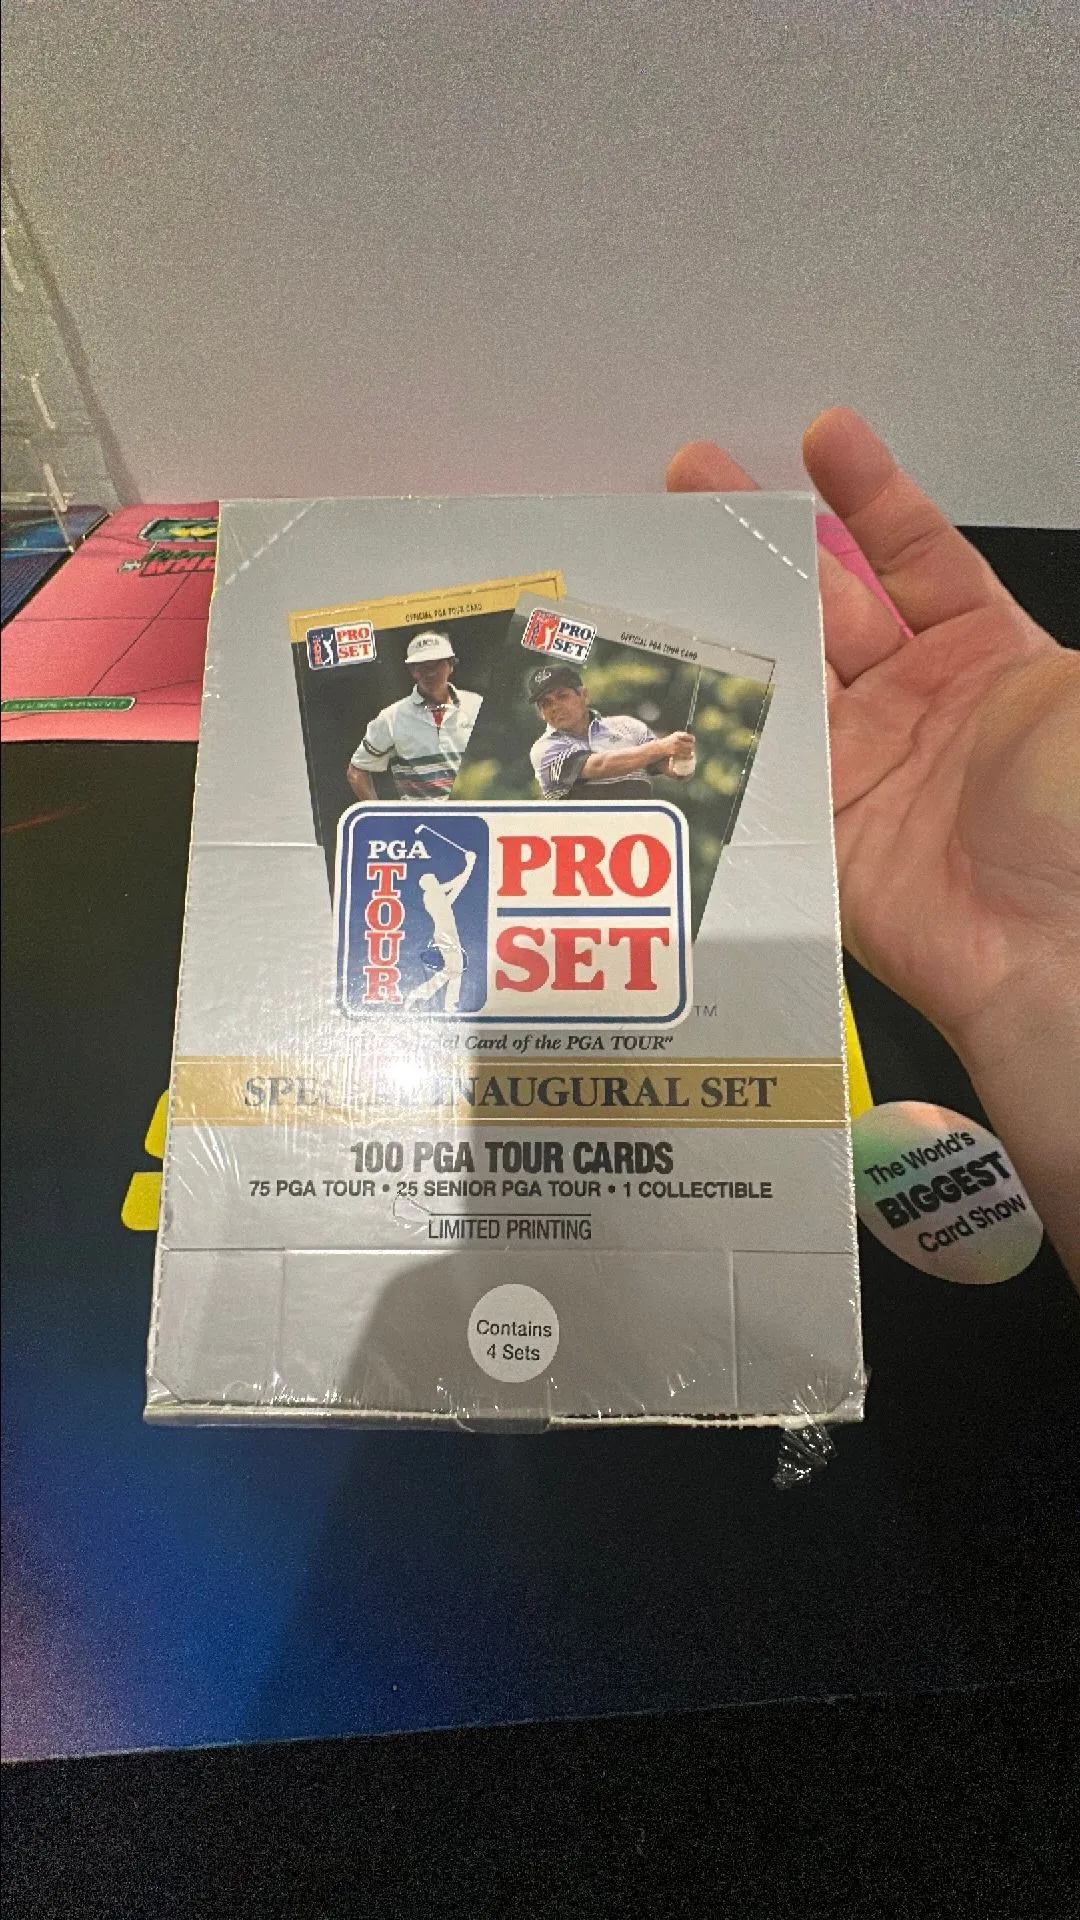 OFFICIAL PGA TOUR CARD
PRO
SET
OFFICIAL PGA TOUR CARD
PRO
SET
PGA
TOUR
PRO
SET
TM
Card of the PGA TOUR"
INAUGURAL SET
100 PGA TOUR CARDS
75 PGA TOUR • 25 SENIOR PGA TOUR • 1 COLLECTIBLE
LIMITED PRINTING
Contains
4 Sets
The World's
BIGGEST
Card Show